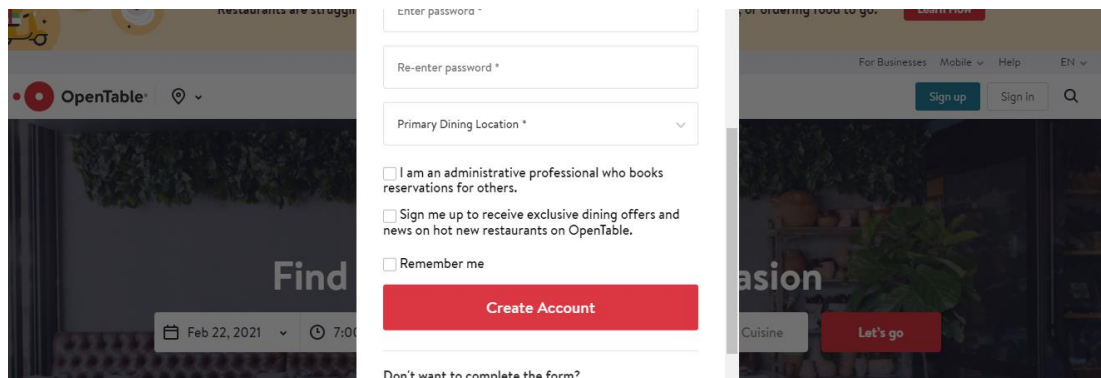 Restaurants are struggli
, or ordering food to go.
Learn How
Enter password *
Re-enter password *
For Businesses Mobile Help EN
OpenTable
Sign up Sign in
Primary Dining Location *
I am an administrative professional who books
reservations for others.
Sign me up to receive exclusive dining offers and
news on hot new restaurants on OpenTable.
Remember me
Find
asion
Create Account
Feb 22, 2021 7:00
Cuisine Let's go
Don't want to complete the form?